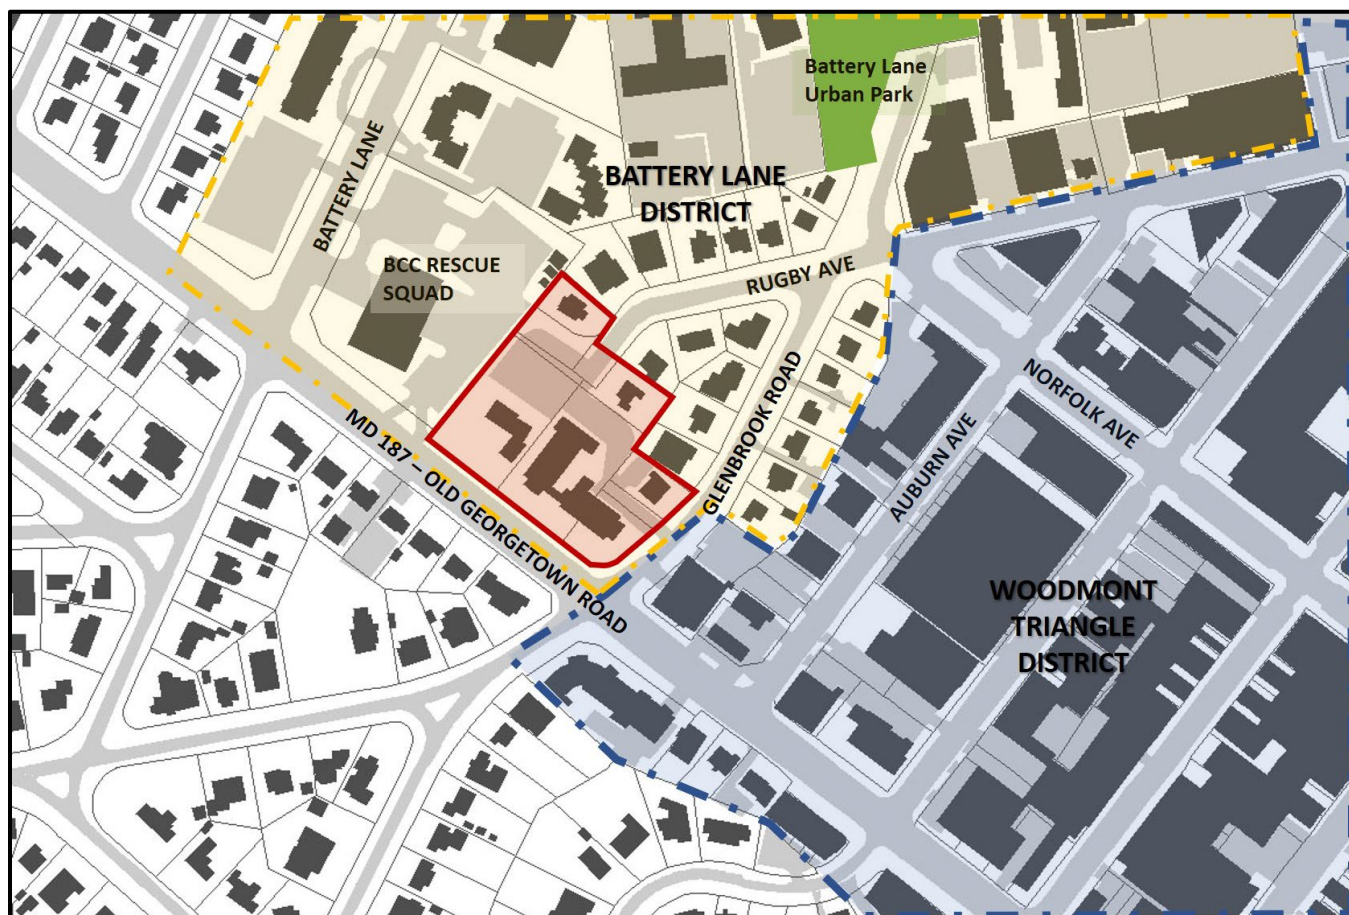 Battery Lane
Urban Park
BATTERY LANE
BATTERY LANE
DISTRICT
BCC RESCUE
SQUAD
RUGBY AVE
GLENBROOK ROAD
NORFOLK AVE
AUBURN AVE
MD 187 – OLD GEORGETOWN ROAD
WOODMONT
TRIANGLE
DISTRICT